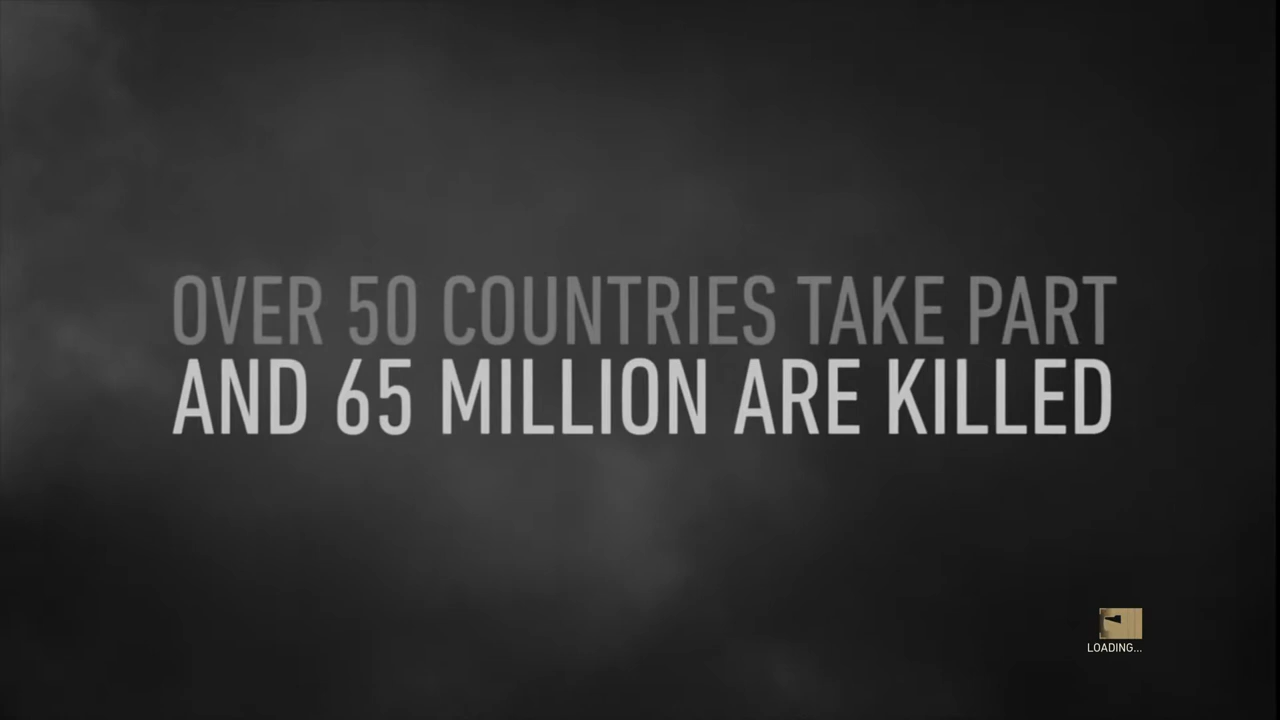 OVER 50 COUNTRIES TAKE PART
AND 65 MILLION ARE KILLED
LOADING...